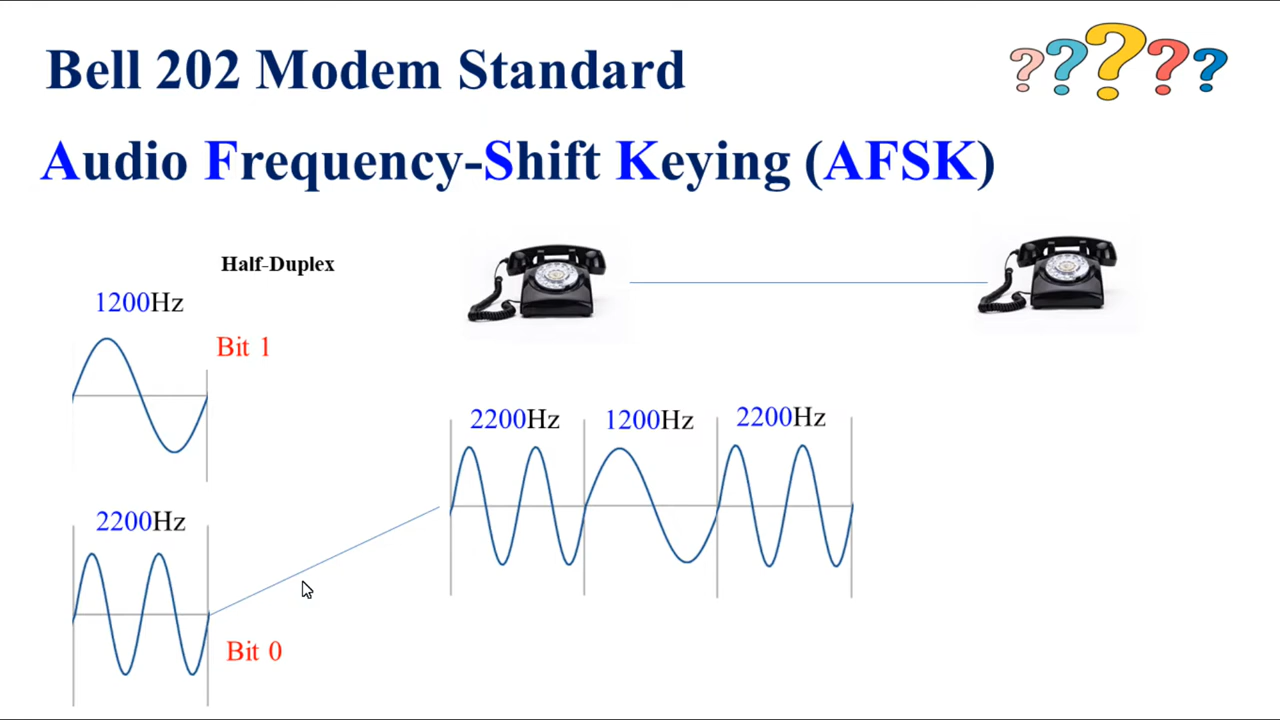 Bell 202 Modem Standard
Audio Frequency-Shift Keying (AFSK)
Half-Duplex
1200Hz
Bit 1
2200Hz
Bit 0
2200Hz
1200Hz
2200Hz
?????